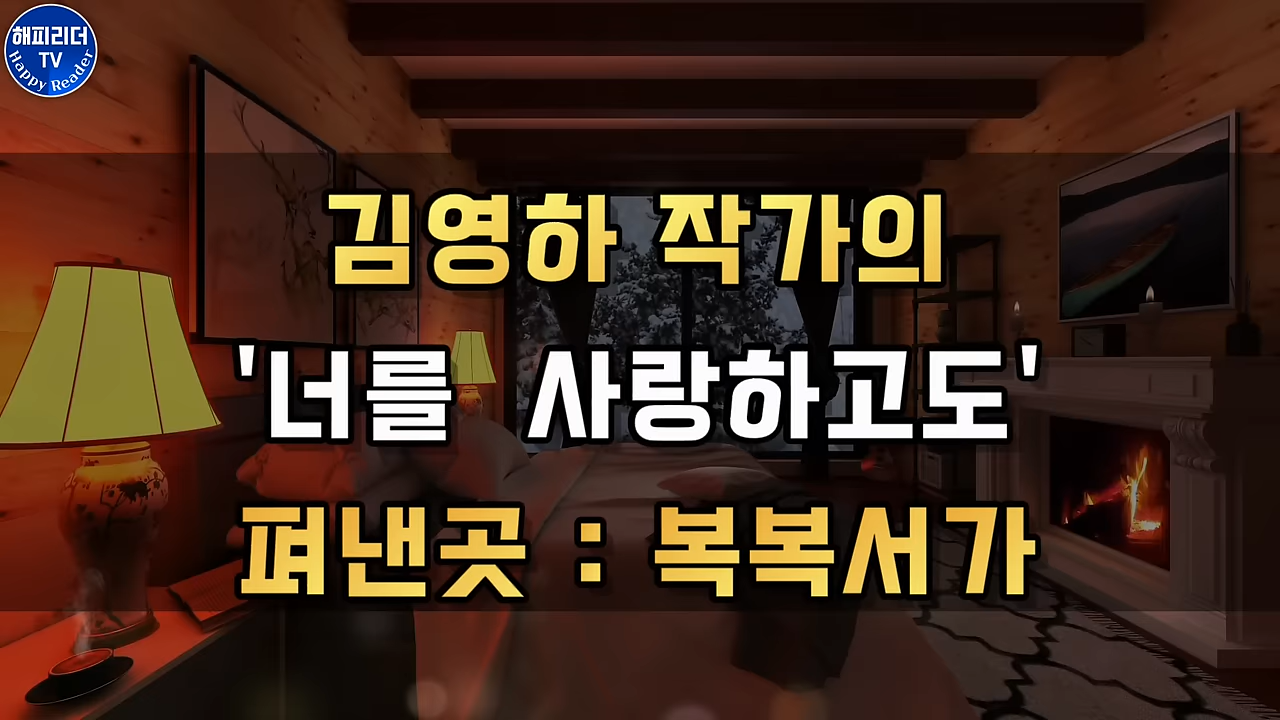 해피리더
TV
Happy Reader
김영하 작가의
'너를 사랑하고도'
펴낸곳 : 복복서가